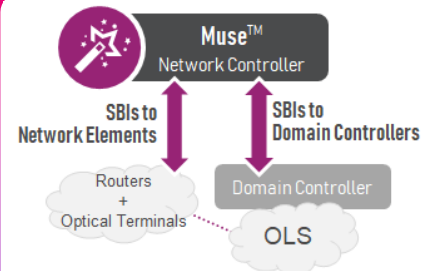 Muse™
Network Controller
SBIs to
Network Elements
SBIs to
Domain Controllers
Routers
+
Optical Terminals
Domain Controller
OLS